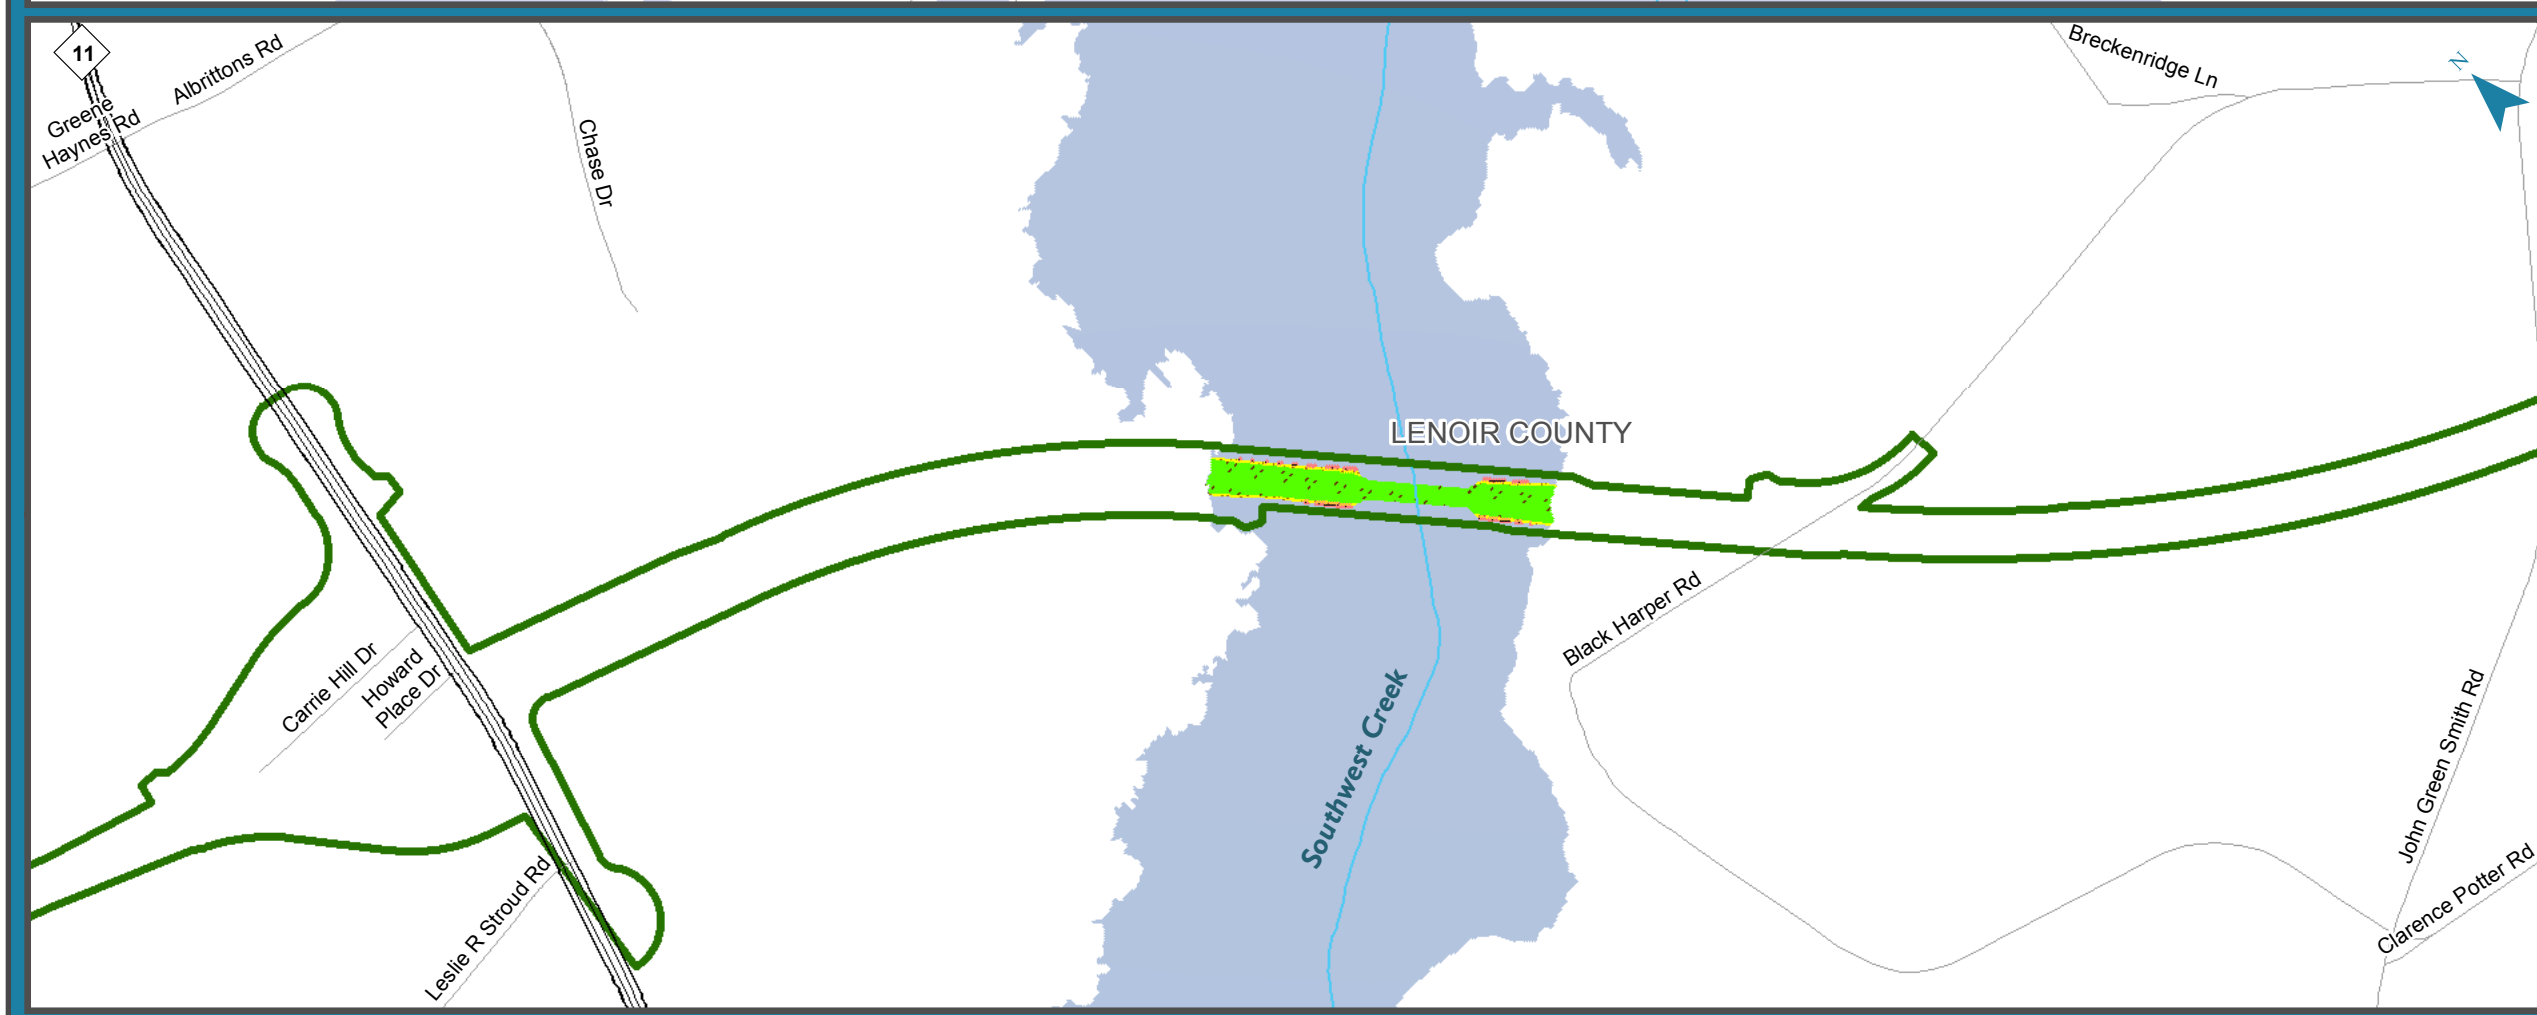 11
Albrittons Rd
Greene
Haynes Rd
Chase Dr
Breckenridge Ln
N
LENOIR COUNTY
Black Harper Rd
Carrie Hill Dr
Howard
Place Dr
Southwest Creek
Leslie R Stroud Rd
John Green Smith Rd
Clarence Potter Rd